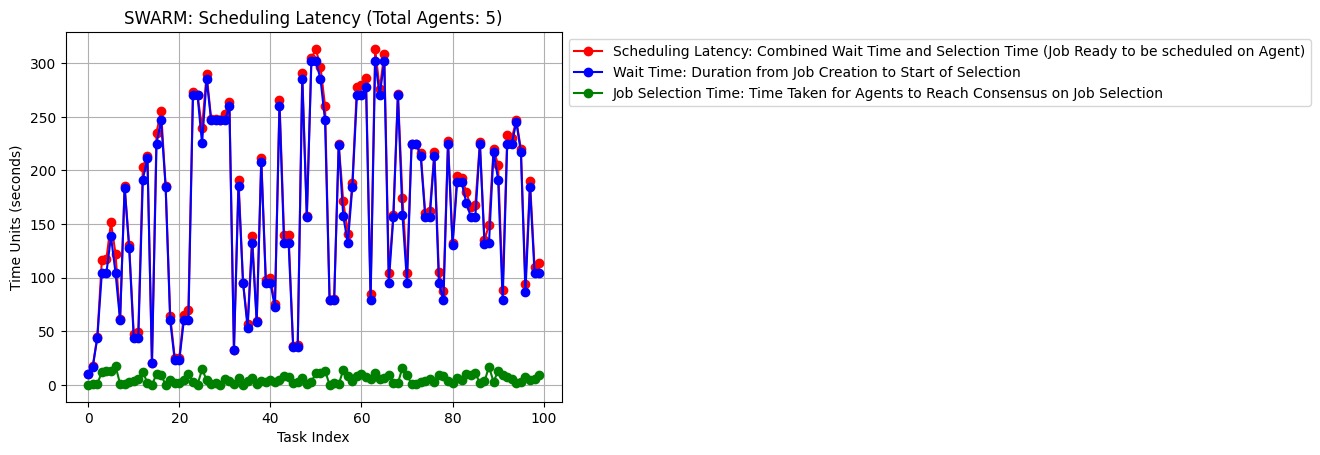 SWARM: Scheduling Latency (Total Agents: 5)
Scheduling Latency: Combined Wait Time and Selection Time (Job Ready to be scheduled on Agent)
Wait Time: Duration from Job Creation to Start of Selection
Job Selection Time: Time Taken for Agents to Reach Consensus on Job Selection
Time Units (seconds)
300
250
200
150
100
50
0
0 20 40 60 80 100
Task Index